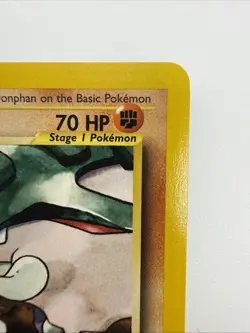 onphan on the Basic Pokémon
70 HP
Stage 1 Pokémon